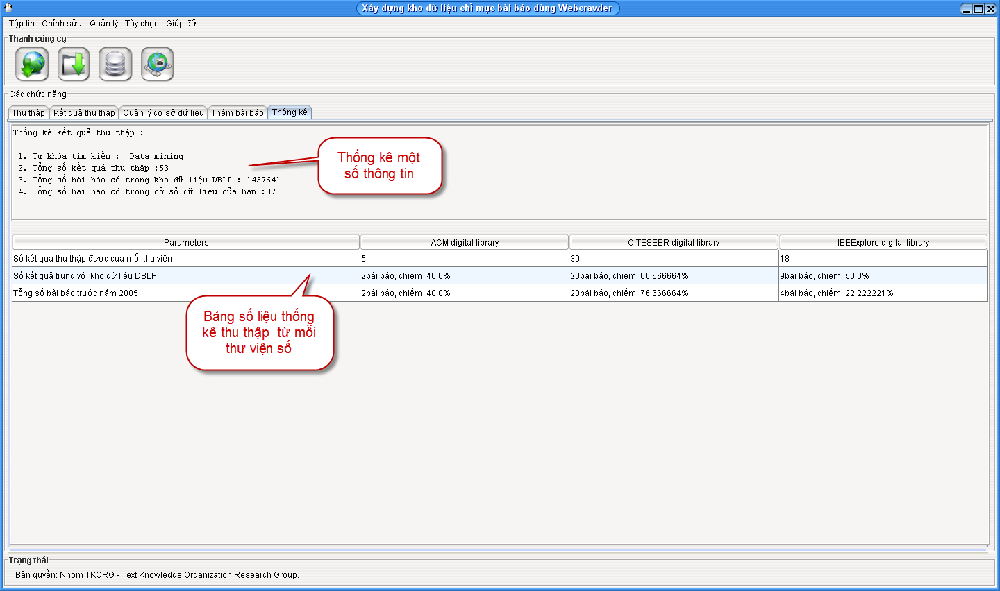 Xây dựng kho dữ liệu chỉ mục bài báo dùng Webcrawler
Tập tin Chỉnh sửa Quản lý Tùy chọn Giúp đỡ
Thanh công cụ
Các chức năng
Thu thập Kết quả thu thập Quản lý cơ sở dữ liệu Thêm bài báo Thống kê
Thống kê kết quả thu thập :
1. Từ khóa tìm kiếm : Data mining
2. Tổng số kết quả thu thập :53
3. Tổng số bài báo có trong kho dữ liệu DBLP : 1457641
4. Tổng số bài báo có trong cở sở dữ liệu của bạn :37
Thống kê một
số thông tin
Parameters ACM digital library CITESEER digital library IEEExplore digital library
Số kết quả thu thập được của mỗi thu viện 5 30 18
Số kết quả trùng với kho dữ liệu DBLP 2bài báo, chiếm 40.0% 20bài báo, chiếm 66.666664% 9bài báo, chiếm 50.0%
Tổng số bài báo trước năm 2005 2bài báo, chiếm 40.0% 23bài báo, chiếm 76.666664% 4bài báo, chiếm 22.222221%
Bảng số liệu thống
kê thu thập từ mỗi
thư viện số
Trạng thái
Bản quyền: Nhóm TKORG - Text Knowledge Organization Research Group.